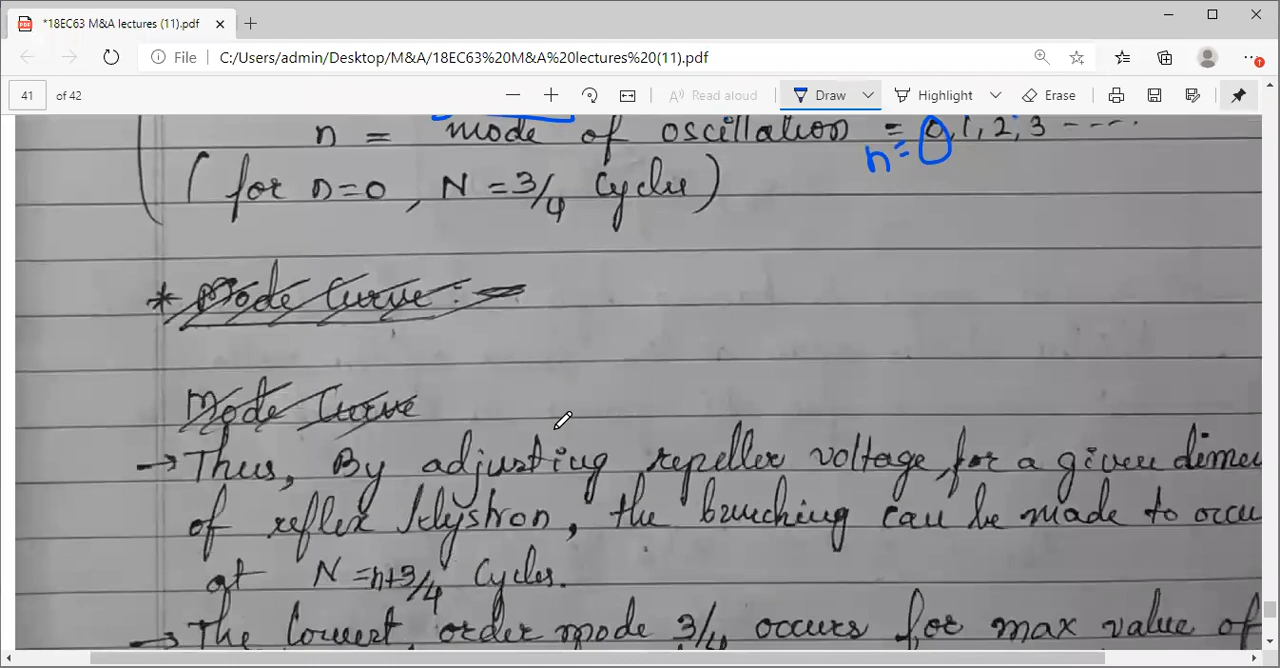 *18EC63 M&A lectures (11).pdf
File C:/Users/admin/Desktop/M&A/18EC63%20M&A%20lectures%20(11).pdf
41 of 42 Read aloud Draw Highlight Erase
n = mode of oscillation = 0,1,2,3 ----.
n=0
(for n=0, N=3/4 Cycle)
* Mode Curve :-
Mode Curve
→ Thus, By adjusting repeller voltage, for a given dimen
of reflex klystron, the bunching can be made to occu
at N=n+3/4 Cycles.
→ The lowest order mode 3/4 occurs for max value of